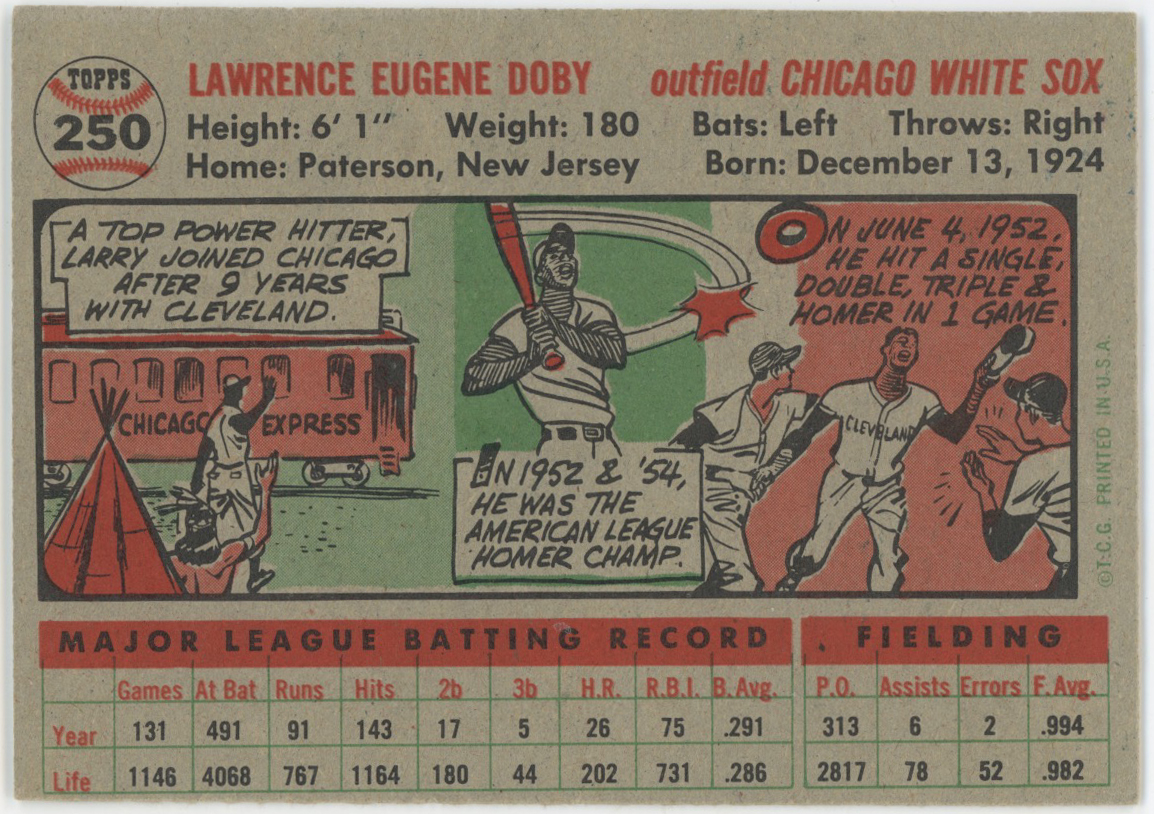 TOPPS
250
LAWRENCE EUGENE DOBY outfield CHICAGO WHITE SOX
Height: 6' 1" Weight: 180 Bats: Left Throws: Right
Home: Paterson, New Jersey Born: December 13, 1924
A TOP POWER HITTER,
LARRY JOINED CHICAGO
AFTER 9 YEARS
WITH CLEVELAND.
CHICAGO EXPRESS
IN 1952 & '54,
HE WAS THE
AMERICAN LEAGUE
HOMER CHAMP.
ON JUNE 4, 1952,
HE HIT A SINGLE,
DOUBLE, TRIPLE &
HOMER IN 1 GAME.
CLEVELAND
©T.C.G. PRINTED IN U.S.A.
MAJOR LEAGUE BATTING RECORD FIELDING
Games At Bat Runs Hits 2b 3b H.R. R.B.I. B. Avg. P.O. Assists Errors F. Avg.
Year 131 491 91 143 17 5 26 75 .291 313 6 2 .994
Life 1146 4068 767 1164 180 44 202 731 .286 2817 78 52 .982